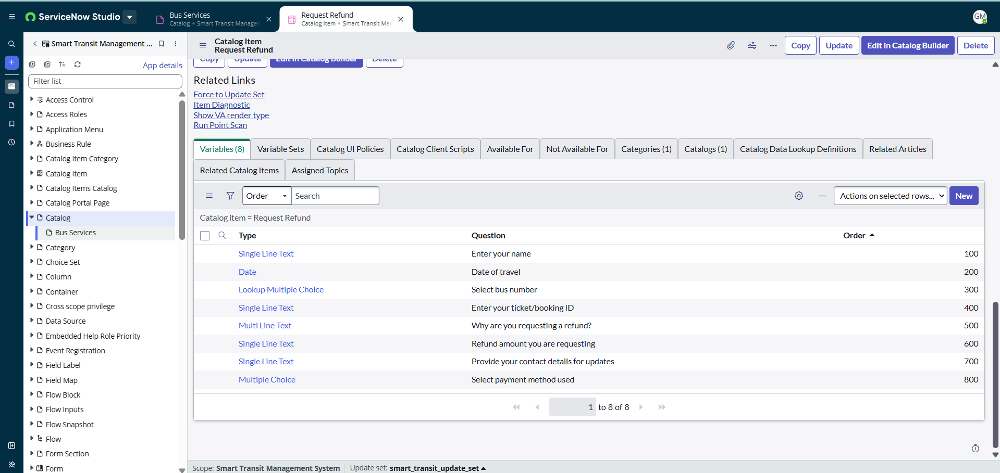 ServiceNow Studio
Bus Services
Catalog • Smart Transit Managen
Request Refund
Catalog Item • Smart Transit Mar
GM
Smart Transit Management ...
App details
Filter list
Access Control
Access Roles
Application Menu
Business Rule
Catalog Item Category
Catalog Item
Catalog Items Catalog
Catalog Portal Page
Catalog
Bus Services
Category
Choice Set
Column
Container
Cross scope privilege
Data Source
Embedded Help Role Priority
Event Registration
Field Label
Field Map
Flow Block
Flow Inputs
Flow Snapshot
Flow
Form Section
Form
Catalog Item
Request Refund
Copy Update Edit in Catalog Builder Delete
Copy Update Edit in Catalog Builder Delete
Related Links
Force to Update Set
Item Diagnostic
Show VA render type
Run Point Scan
Variables (8) Variable Sets Catalog UI Policies Catalog Client Scripts Available For Not Available For Categories (1) Catalogs (1) Catalog Data Lookup Definitions Related Articles
Related Catalog Items Assigned Topics
Order Search Actions on selected rows... New
Catalog item = Request Refund
Type Question Order
Single Line Text Enter your name 100
Date Date of travel 200
Lookup Multiple Choice Select bus number 300
Single Line Text Enter your ticket/booking ID 400
Multi Line Text Why are you requesting a refund? 500
Single Line Text Refund amount you are requesting 600
Single Line Text Provide your contact details for updates 700
Multiple Choice Select payment method used 800
1 to 8 of 8
Scope: Smart Transit Management System Update set: smart_transit_update_set